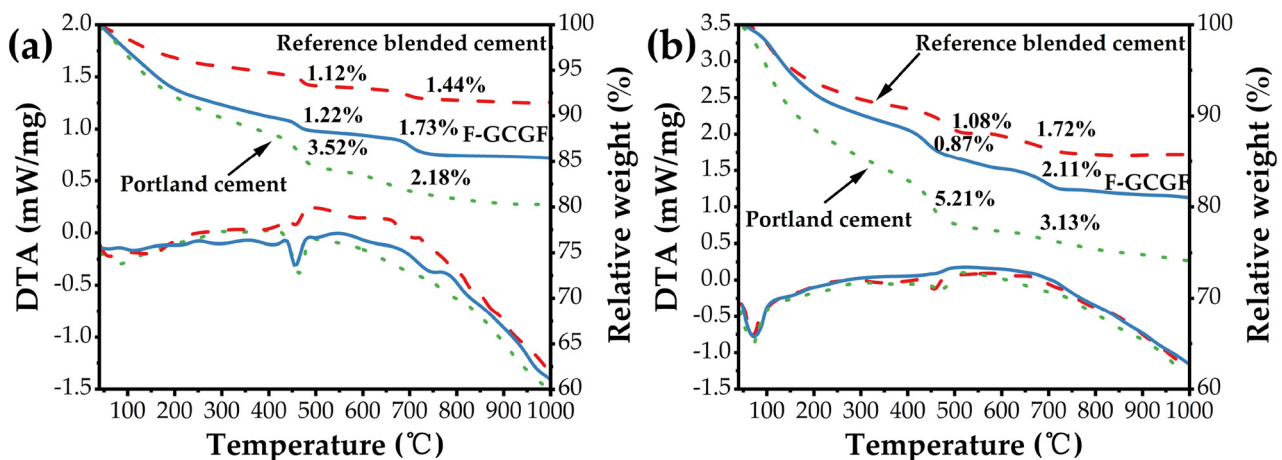 (a)
2.0
1.5
1.0
0.5
0.0
-0.5
-1.0
-1.5
DTA (mW/mg)
Reference blended cement
1.12%
1.44%
1.22%
1.73%
F-GCGF
3.52%
Portland cement
2.18%
100
95
90
85
80
75
70
65
60
Relative weight (%)
100 200 300 400 500 600 700 800 900 1000
Temperature (℃)
(b)
3.5
3.0
2.5
2.0
1.5
1.0
0.5
0.0
-0.5
-1.0
-1.5
DTA (mW/mg)
Reference blended cement
1.08%
1.72%
0.87%
2.11%
F-GCGF
5.21%
Portland cement
3.13%
100
90
80
70
60
Relative weight (%)
100 200 300 400 500 600 700 800 900 1000
Temperature (℃)